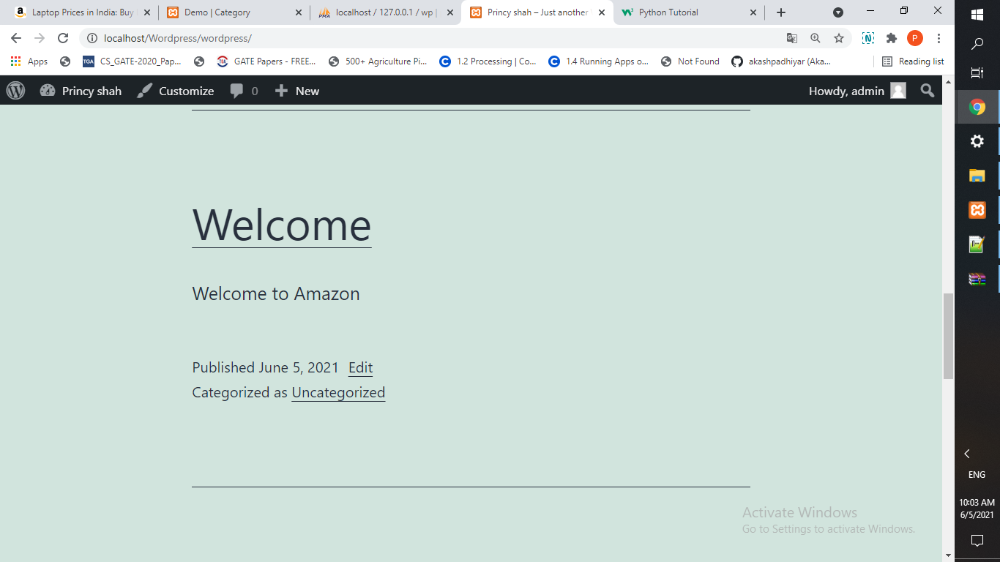 Laptop Prices in India: Buy
Demo | Category
localhost / 127.0.0.1 / wp |
Princy shah – Just another
Python Tutorial
localhost/Wordpress/wordpress/
P
Apps
TGA
CS_GATE-2020_Pap...
GATE Papers - FREE...
500+ Agriculture Pi...
1.2 Processing | Co...
1.4 Running Apps o...
Not Found
akashpadhiyar (Aka...
Reading list
Princy shah
Customize
0
New
Howdy, admin
Welcome
Welcome to Amazon
Published June 5, 2021 Edit
Categorized as Uncategorized
Activate Windows
Go to Settings to activate Windows.
ENG
10:03 AM
6/5/2021